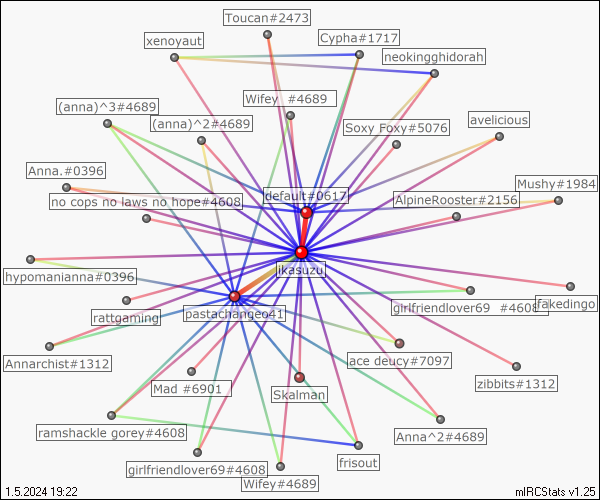 Toucan#2473
Cypha#1717
xenoyaut
neokingghidorah
Wifey #4689
(anna)^3#4689
(anna)^2#4689
Soxy Foxy#5076
avelicious
Anna.#0396
Mushy#1984
default#0617
no cops no laws no hope#4608
AlpineRooster#2156
ikasuzu
hypomanianna#0396
pastachangeo41
girlfriendlover69 #4608
fakedingo
rattgaming
Annarchist#1312
ace deucy#7097
zibbits#1312
Mad #6901
Skalman
ramshackle gorey#4608
Anna^2#4689
girlfriendlover69#4608
frisout
Wifey#4689
1.5.2024 19:22
mIRCStats v1.25